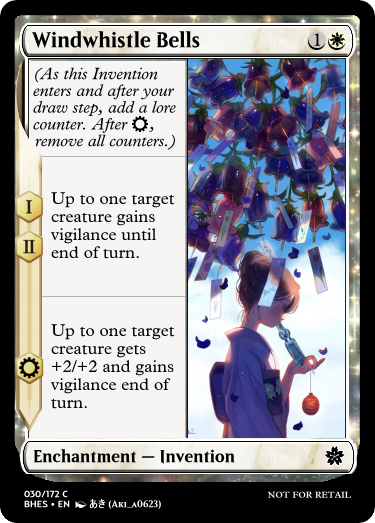 Windwhistle Bells 1
(As this Invention
enters and after your
draw step, add a lore
counter. After ,
remove all counters.)
I
II
Up to one target
creature gains
vigilance until
end of turn.
Up to one target
creature gets
+2/+2 and gains
vigilance end of
turn.
Enchantment — Invention
030/172 C
BHES • EN あき (Aki_a0623)
NOT FOR RETAIL